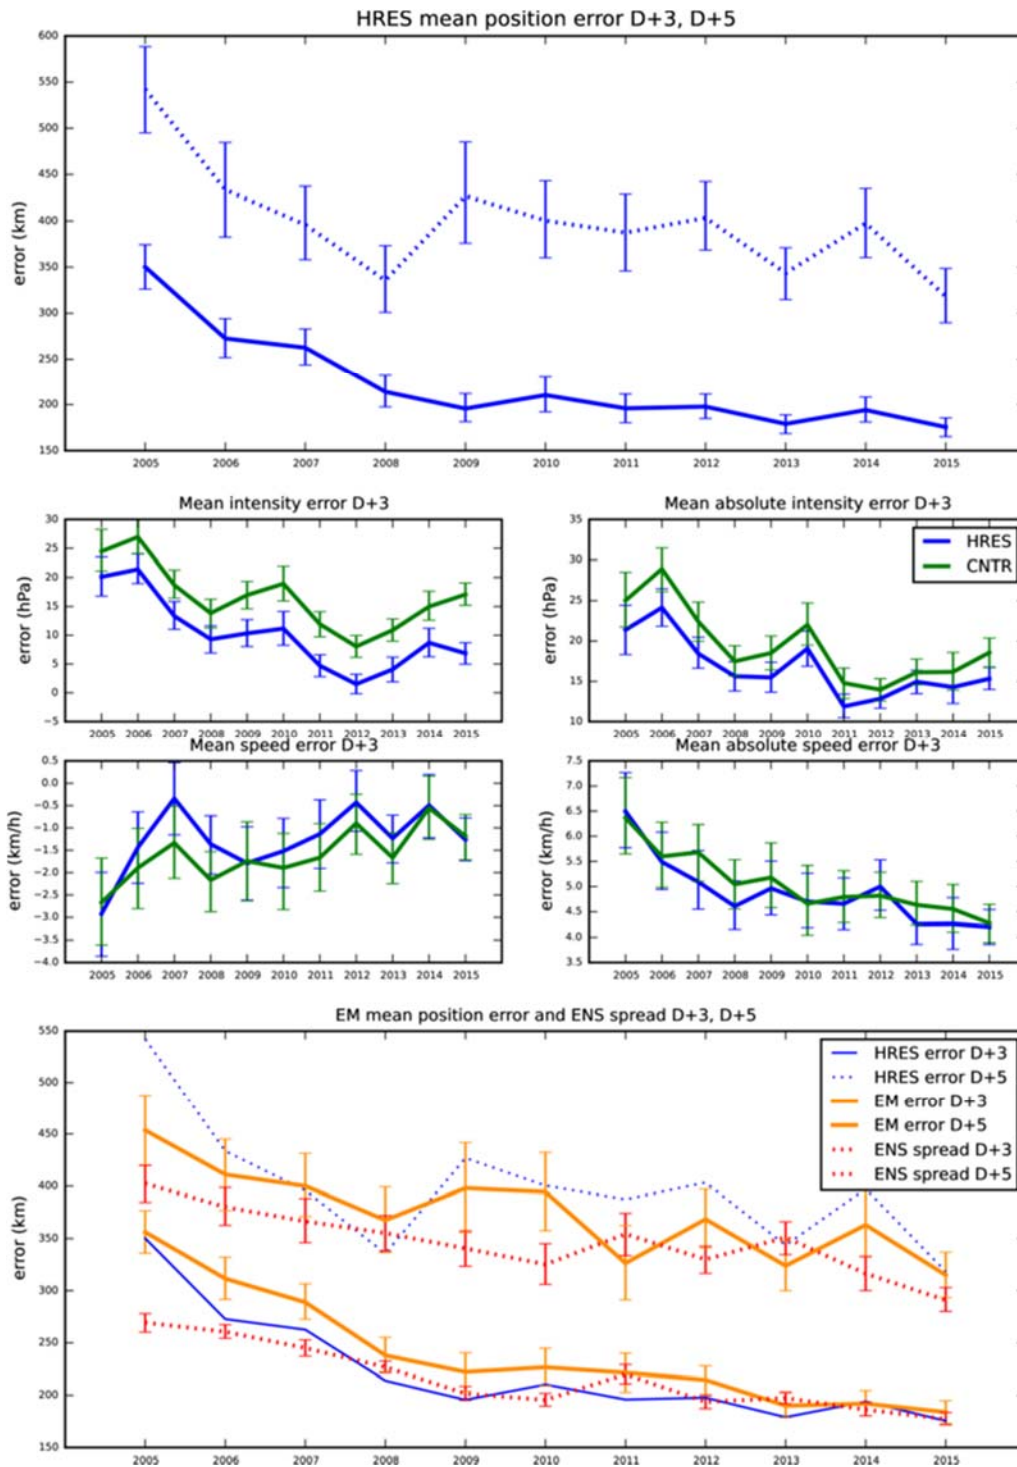 HRES mean position error D+3, D+5
600
550
500
450
400
350
300
250
200
150
error (km)
2005 2006 2007 2008 2009 2010 2011 2012 2013 2014 2015
Mean intensity error D+3
30
25
20
15
10
5
0
−5
error (hPa)
2005 2006 2007 2008 2009 2010 2011 2012 2013 2014 2015
Mean absolute intensity error D+3
35
30
25
20
15
10
error (hPa)
HRES
CNTR
2005 2006 2007 2008 2009 2010 2011 2012 2013 2014 2015
Mean speed error D+3
0.5
0.0
−0.5
−1.0
−1.5
−2.0
−2.5
−3.0
−3.5
−4.0
error (km/h)
2005 2006 2007 2008 2009 2010 2011 2012 2013 2014 2015
Mean absolute speed error D+3
7.5
7.0
6.5
6.0
5.5
5.0
4.5
4.0
3.5
error (km/h)
2005 2006 2007 2008 2009 2010 2011 2012 2013 2014 2015
EM mean position error and ENS spread D+3, D+5
550
500
450
400
350
300
250
200
150
error (km)
HRES error D+3
HRES error D+5
EM error D+3
EM error D+5
ENS spread D+3
ENS spread D+5
2005 2006 2007 2008 2009 2010 2011 2012 2013 2014 2015